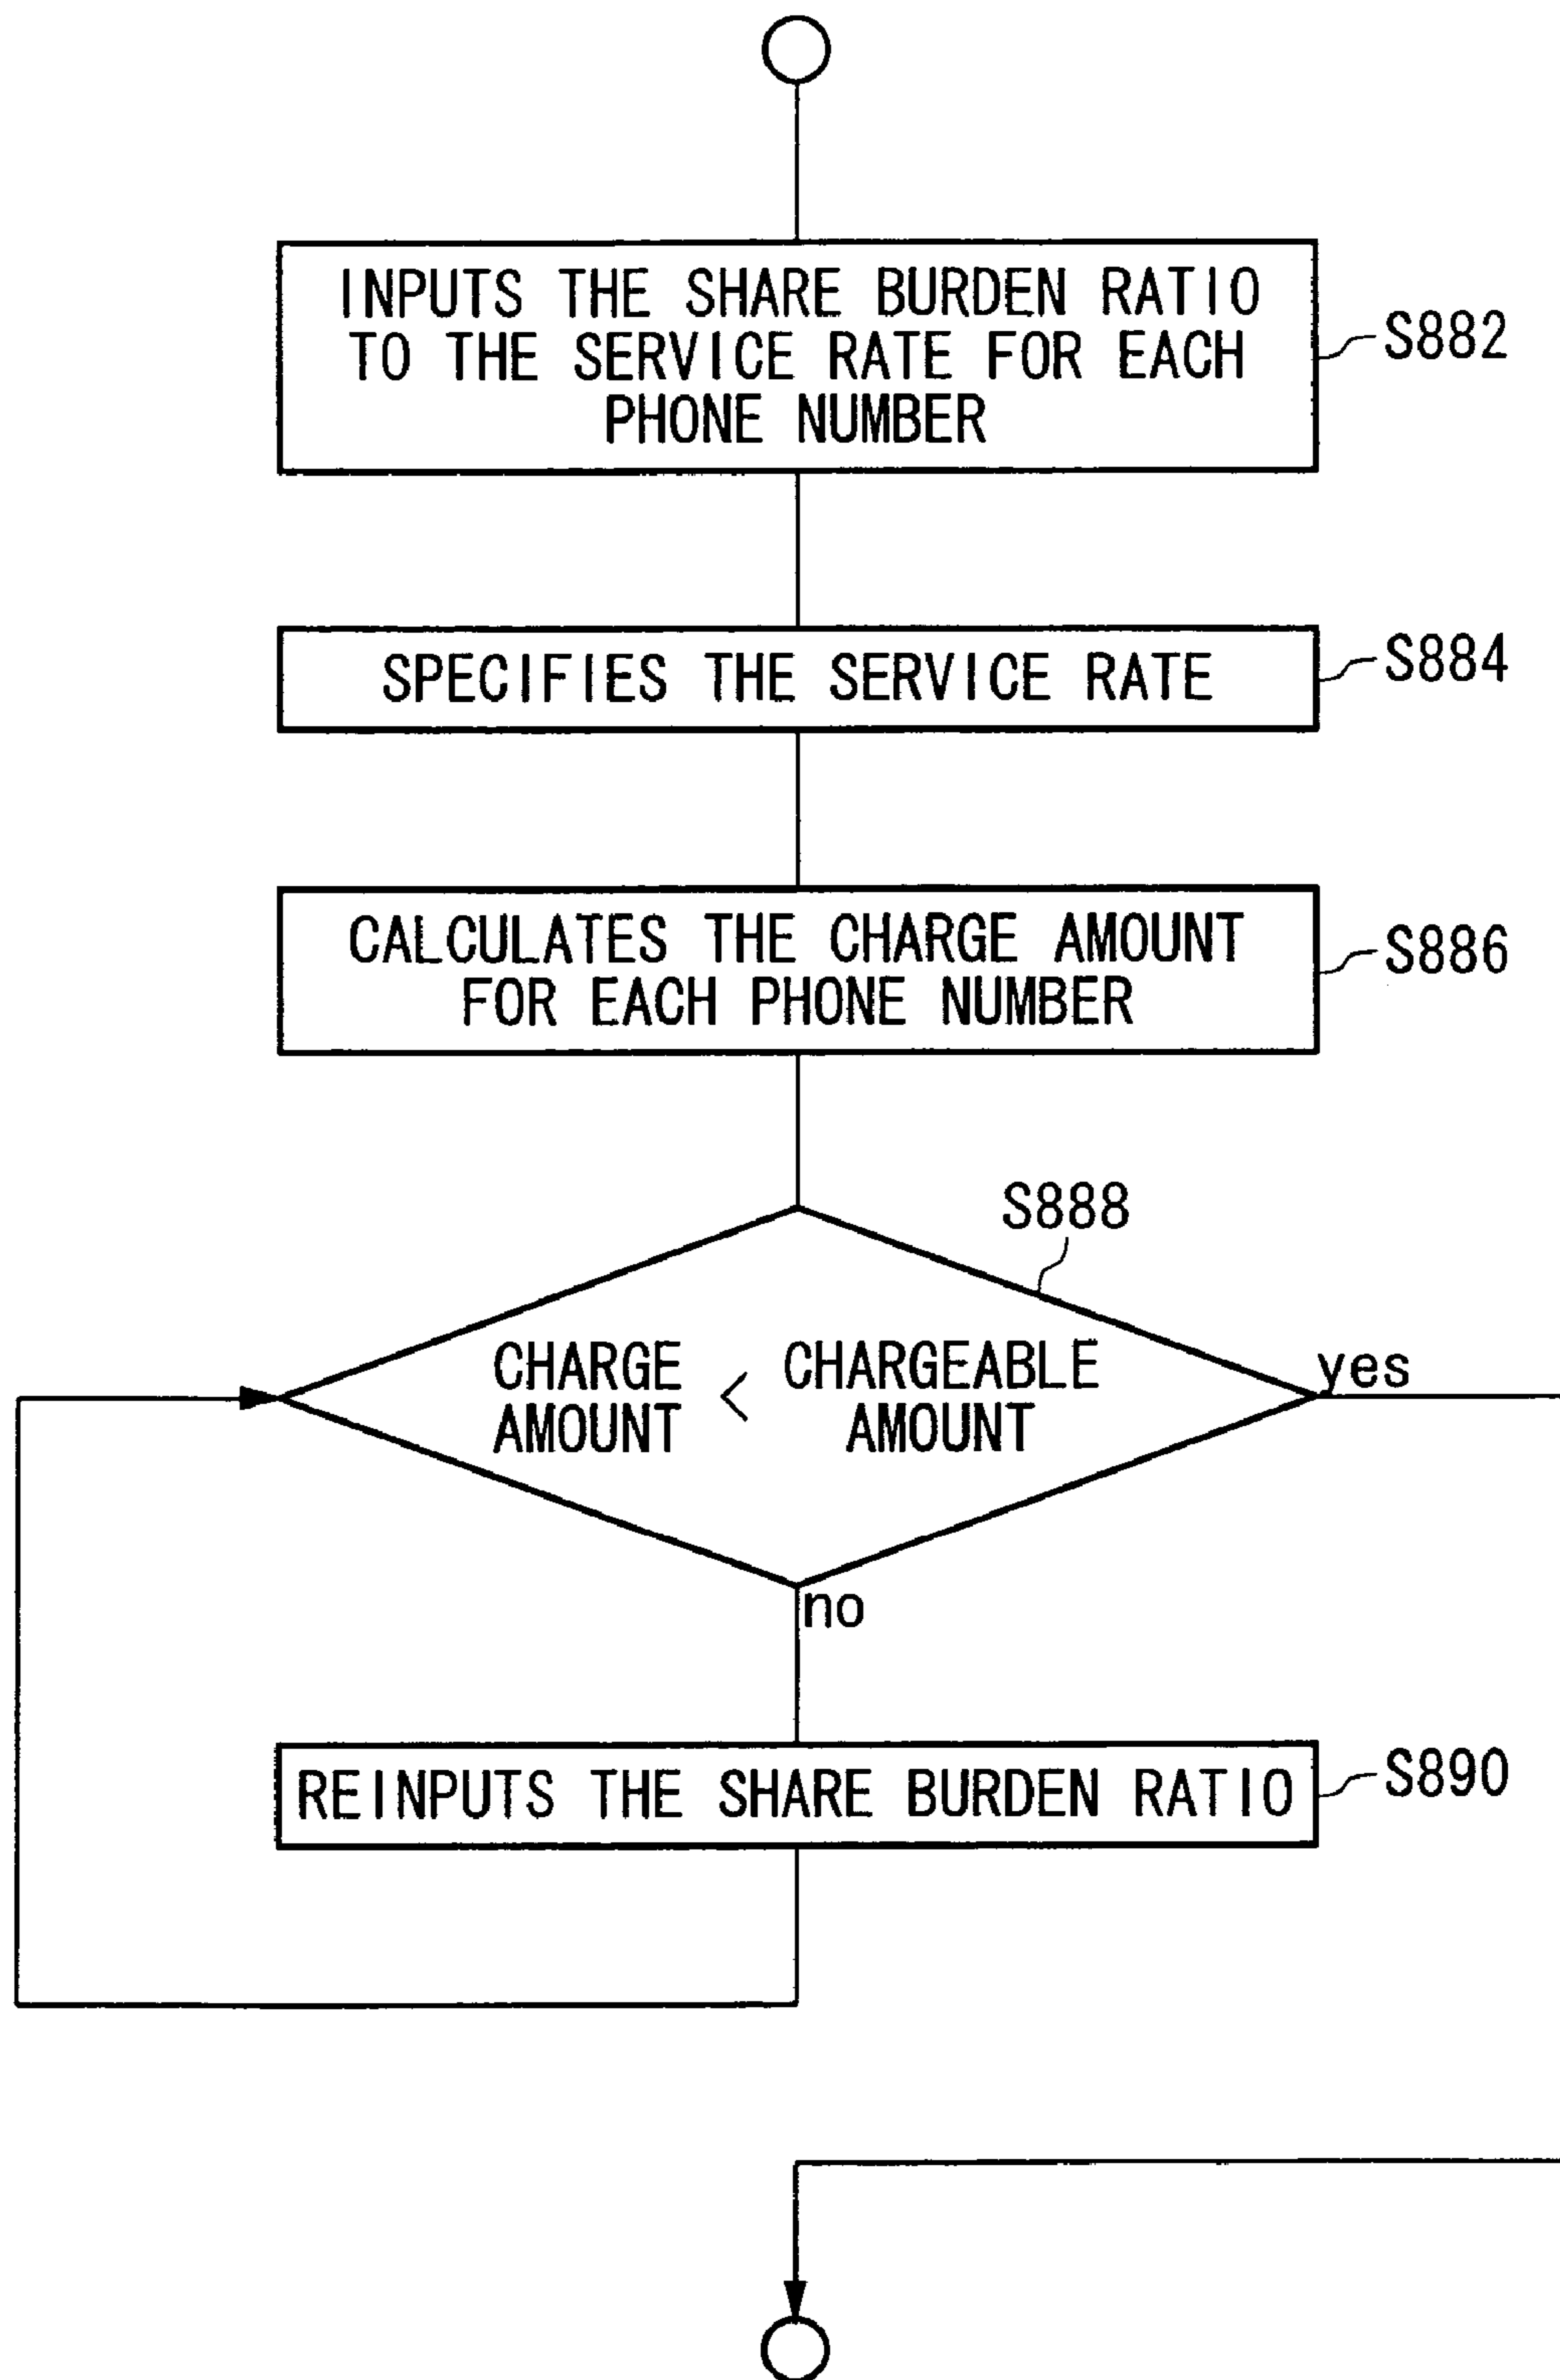 INPUTS THE SHARE BURDEN RATIO
TO THE SERVICE RATE FOR EACH
PHONE NUMBER
S882
SPECIFIES THE SERVICE RATE
S884
CALCULATES THE CHARGE AMOUNT
FOR EACH PHONE NUMBER
S886
S888
CHARGE
AMOUNT
<
CHARGEABLE
AMOUNT
yes
no
REINPUTS THE SHARE BURDEN RATIO
S890